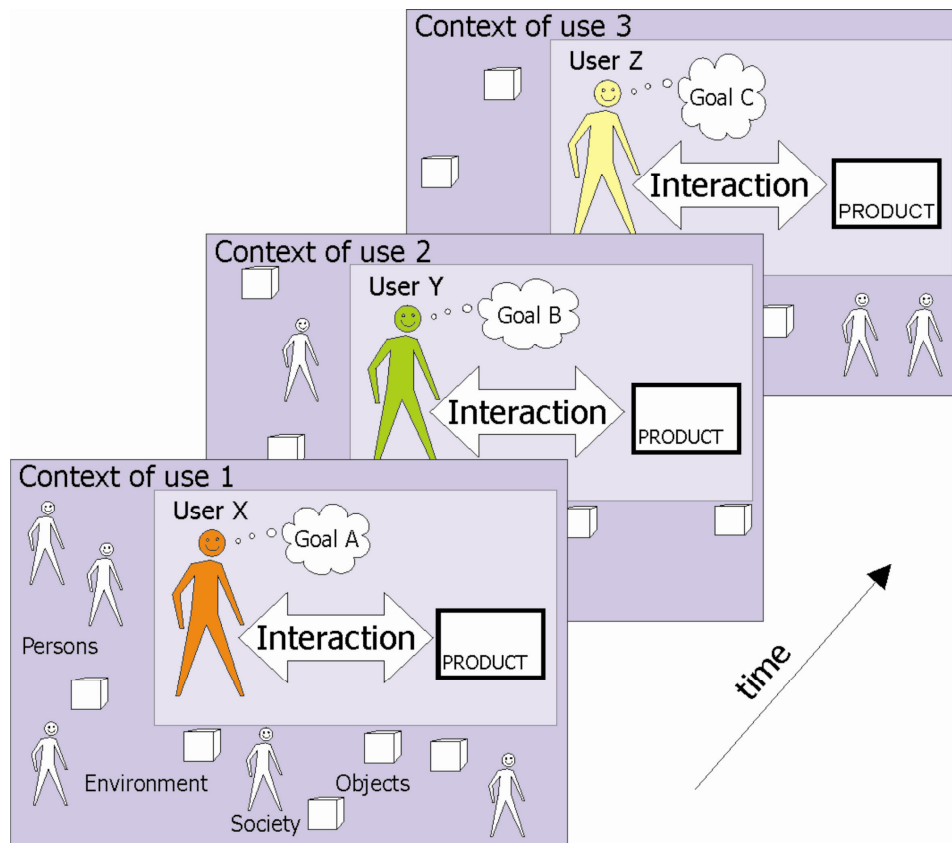 Context of use 3
User Z
Goal C
Interaction
PRODUCT
Context of use 2
User Y
Goal B
Interaction
PRODUCT
Context of use 1
User X
Goal A
Interaction
PRODUCT
Persons
Environment
Objects
Society
time